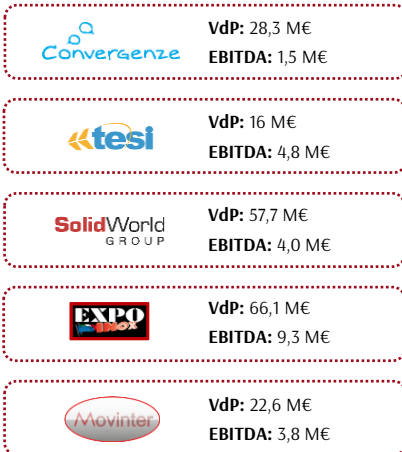 Convergenze
VdP: 28,3 M€
EBITDA: 1,5 M€
tesi
VdP: 16 M€
EBITDA: 4,8 M€
SolidWorld
GROUP
VdP: 57,7 M€
EBITDA: 4,0 M€
EXPO
INOX
VdP: 66,1 M€
EBITDA: 9,3 M€
Movinter
VdP: 22,6 M€
EBITDA: 3,8 M€